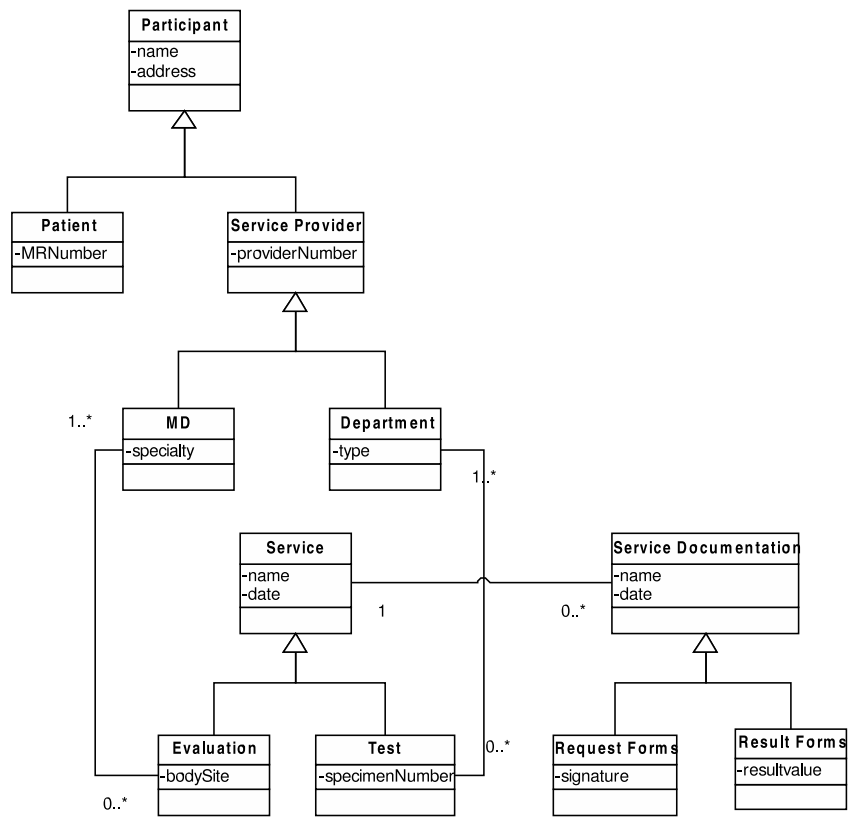 Participant
-name
-address
Patient
-MRNumber
Service Provider
-providerNumber
1..*
MD
-specialty
Department
-type
1..*
Service
-name
-date
1
0..*
Service Documentation
-name
-date
Evaluation
-bodySite
0..*
Test
-specimenNumber
0..*
Request Forms
-signature
Result Forms
-resultvalue